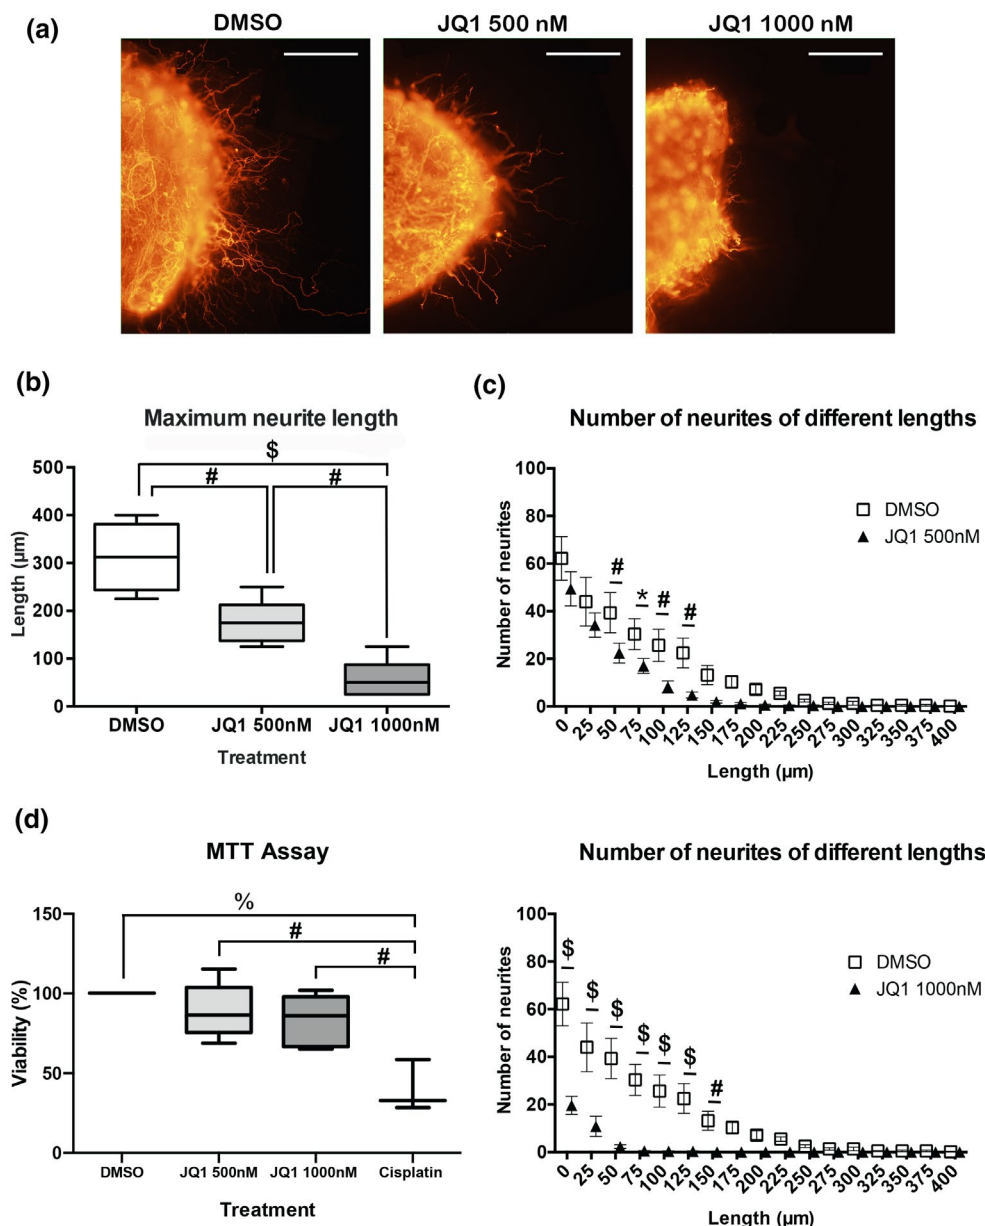 (a)
DMSO
JQ1 500 nM
JQ1 1000 nM
(b)
Maximum neurite length
$
#
#
500
400
300
200
100
0
Length (µm)
DMSO
JQ1 500nM
JQ1 1000nM
Treatment
(c)
Number of neurites of different lengths
100
80
60
40
20
0
Number of neurites
DMSO
JQ1 500nM
#
*
#
#
0
25
50
75
100
125
150
175
200
225
250
275
300
325
350
375
400
Length (µm)
(d)
MTT Assay
%
#
#
150
100
50
0
Viability (%)
DMSO
JQ1 500nM
JQ1 1000nM
Cisplatin
Treatment
Number of neurites of different lengths
100
80
60
40
20
0
Number of neurites
DMSO
JQ1 1000nM
$
$
$
$
$
$
#
0
25
50
75
100
125
150
175
200
225
250
275
300
325
350
375
400
Length (µm)